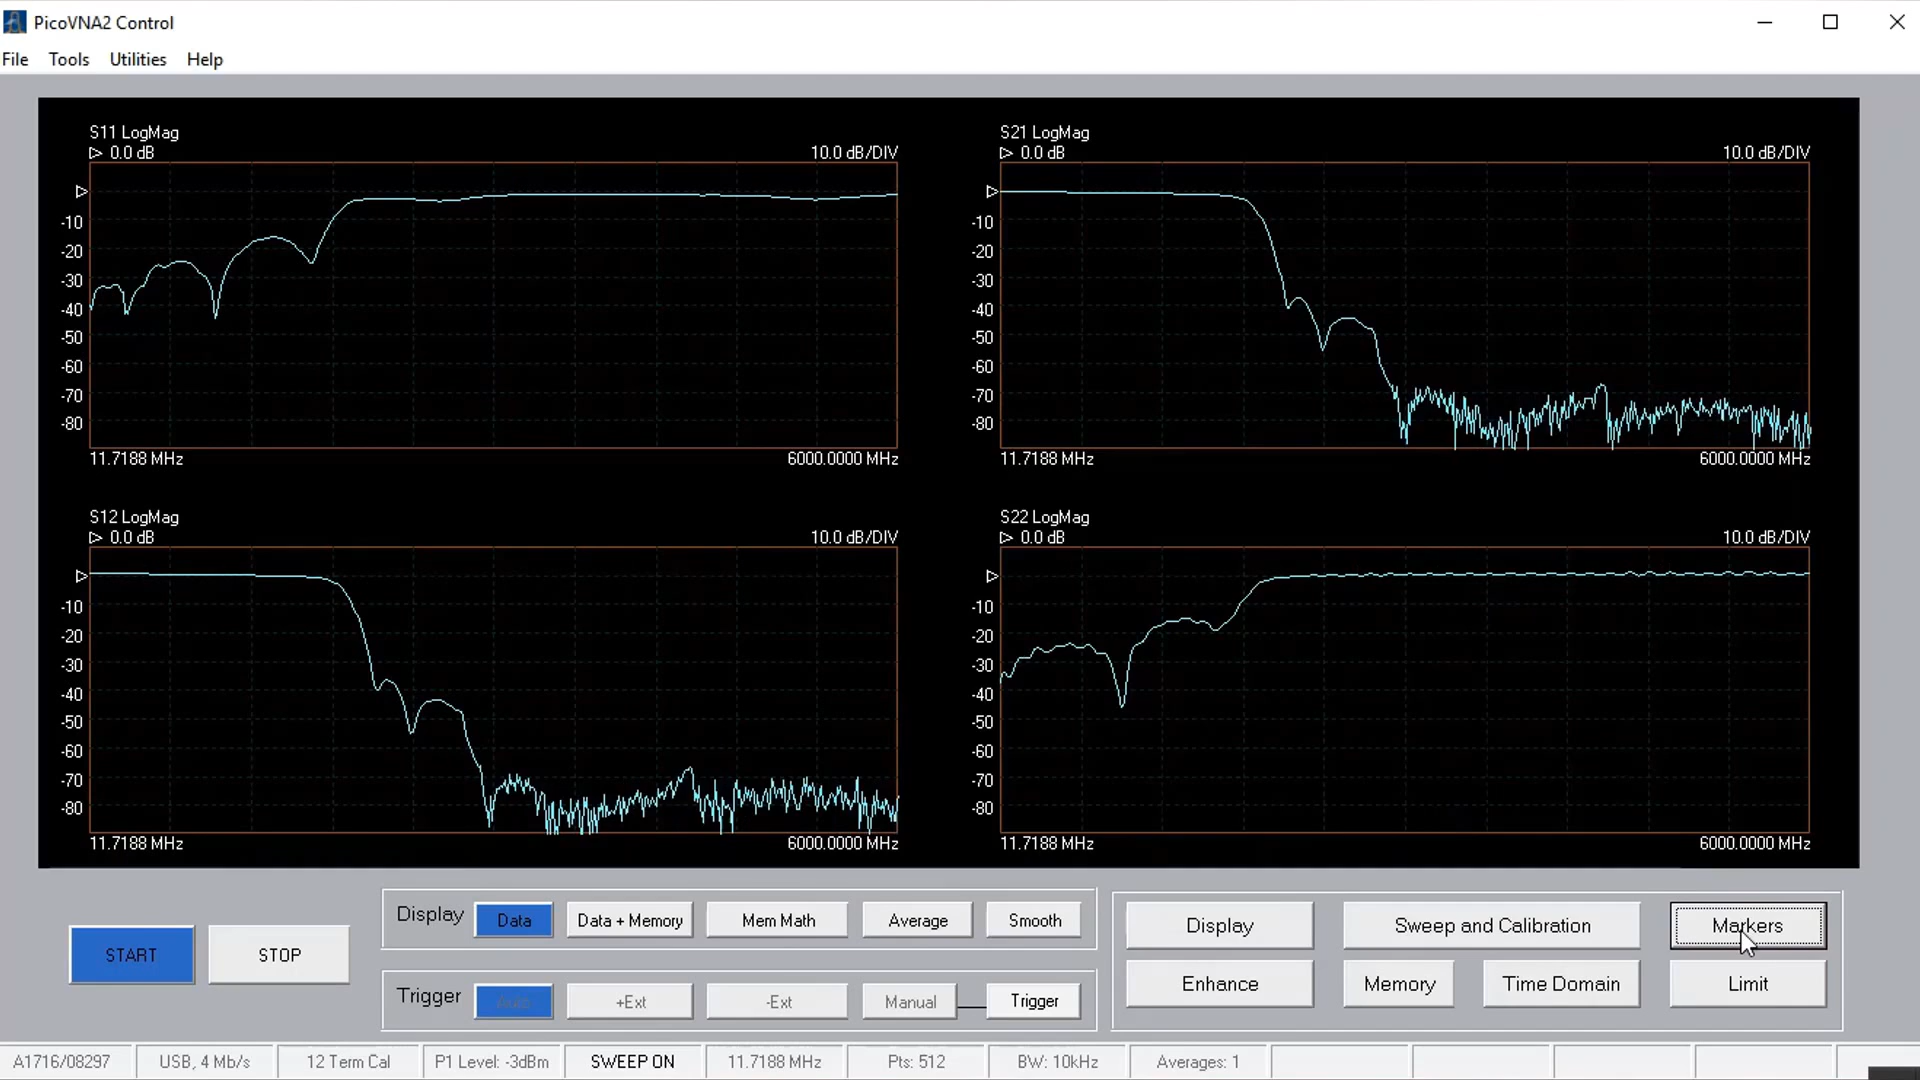 PicoVNA2 Control
File Tools Utilities Help
S11 LogMag
0.0 dB 10.0 dB/DIV
-10
-20
-30
-40
-50
-60
-70
-80
11.7188 MHz 6000.0000 MHz
S21 LogMag
0.0 dB 10.0 dB/DIV
-10
-20
-30
-40
-50
-60
-70
-80
11.7188 MHz 6000.0000 MHz
S12 LogMag
0.0 dB 10.0 dB/DIV
-10
-20
-30
-40
-50
-60
-70
-80
11.7188 MHz 6000.0000 MHz
S22 LogMag
0.0 dB 10.0 dB/DIV
-10
-20
-30
-40
-50
-60
-70
-80
11.7188 MHz 6000.0000 MHz
START STOP
Display Data Data + Memory Mem Math Average Smooth
Trigger Auto +Ext -Ext Manual Trigger
Display Sweep and Calibration Markers
Enhance Memory Time Domain Limit
A1716/08297 USB, 4 Mb/s 12 Term Cal P1 Level: -3dBm SWEEP ON 11.7188 MHz Pts: 512 BW: 10kHz Averages: 1